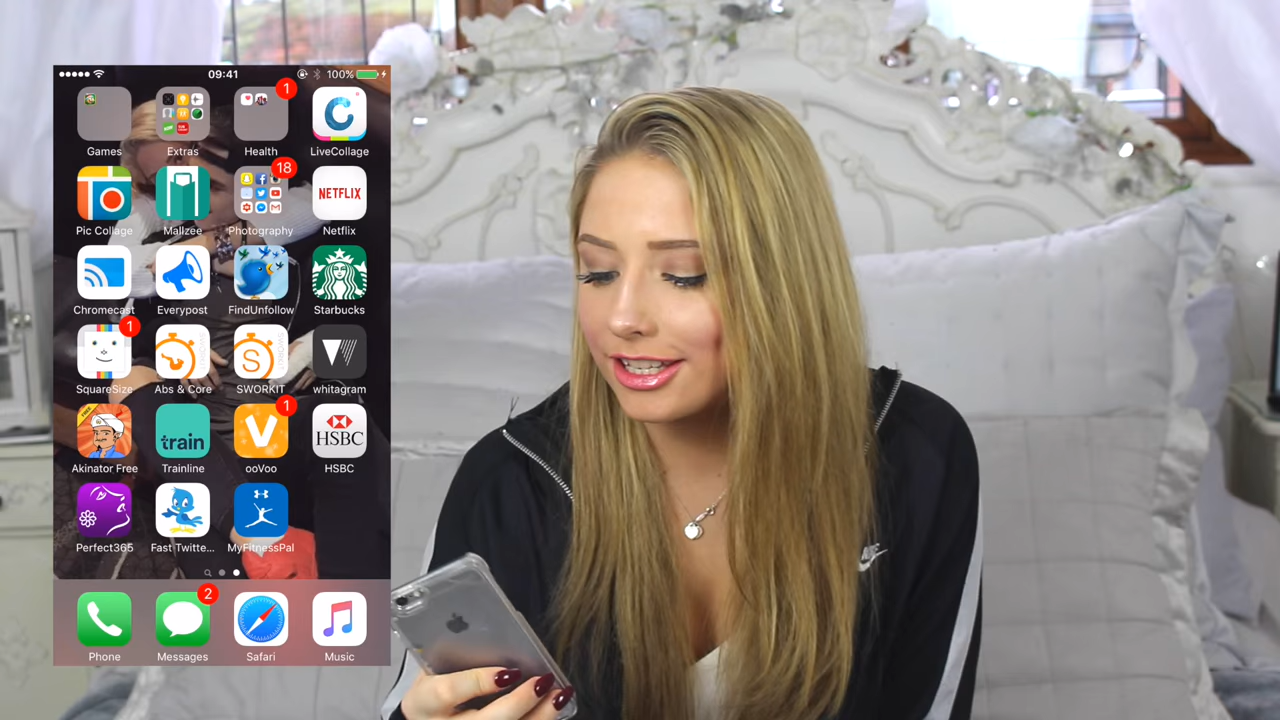 09:41
100%
1
Games
Extras
Health
LiveCollage
18
NETFLIX
Pic Collage
Mallzee
Photography
Netflix
Chromecast
Everypost
FindUnfollow
Starbucks
1
S
SquareSize
Abs & Core
SWORKIT
whitagram
FREE
train
1
HSBC
Akinator Free
Trainline
ooVoo
HSBC
Perfect365
Fast Twitte...
MyFitnessPal
2
Phone
Messages
Safari
Music